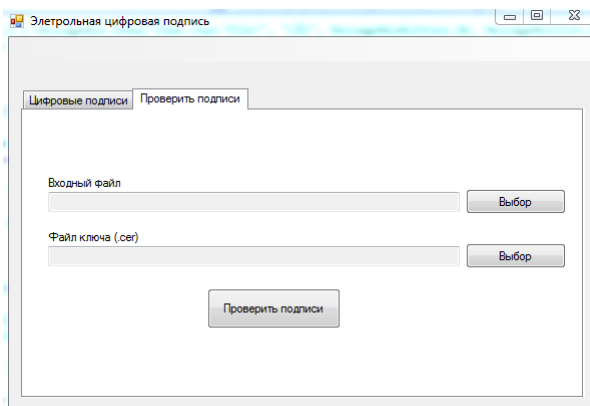 Элетрольная цифровая подпись
Цифровые подписи
Проверить подписи
Входный файл
Выбор
Файл ключа (.cer)
Выбор
Проверить подписи